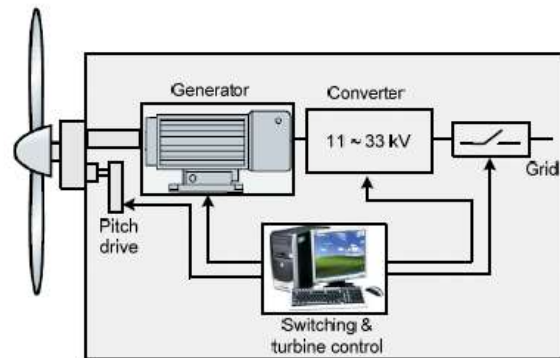 Generator
Converter
11 ~ 33 kV
Grid
Pitch
drive
Switching &
turbine control